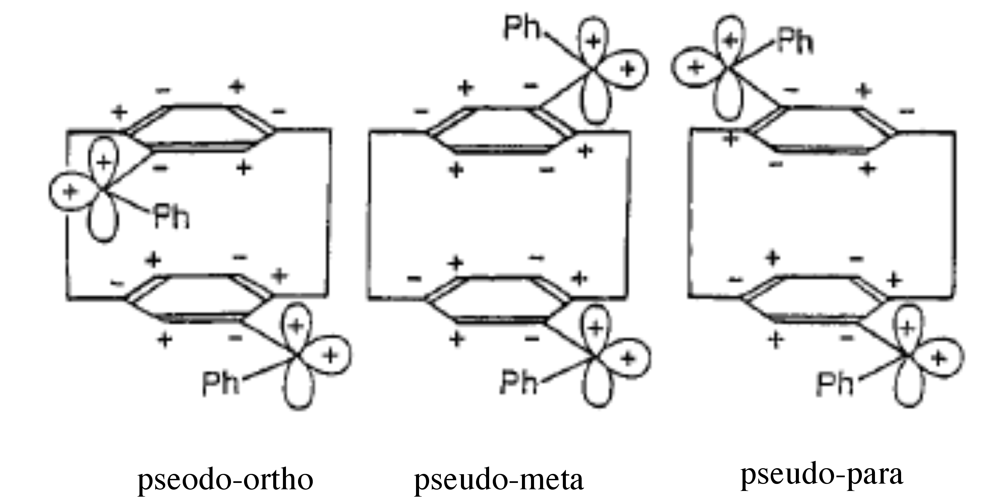 Ph Ph
+ + + +
- + + - - +
+ - - --
+ + +
- + + - - +
+ +
Ph
+ - + - + -
- + - + - +
+ + +
+ - + + - + + - +
Ph Ph Ph
pseodo-ortho pseudo-meta pseudo-para